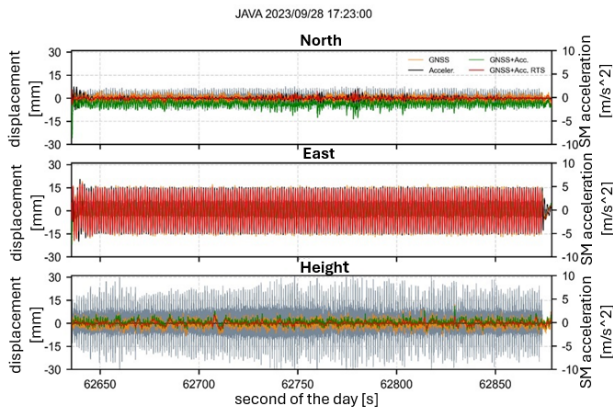 JAVA 2023/09/28 17:23:00
North
displacement [mm]
30
15
0
-15
-30
GNSS
Acceler.
GNSS+Acc.
GNSS+Acc. RTS
10
5
0
-5
-10
SM acceleration [m/s^2]
East
displacement [mm]
30
15
0
-15
-30
10
5
0
-5
-10
SM acceleration [m/s^2]
Height
displacement [mm]
30
15
0
-15
-30
10
5
0
-5
-10
SM acceleration [m/s^2]
62650
62700
62750
62800
62850
second of the day [s]